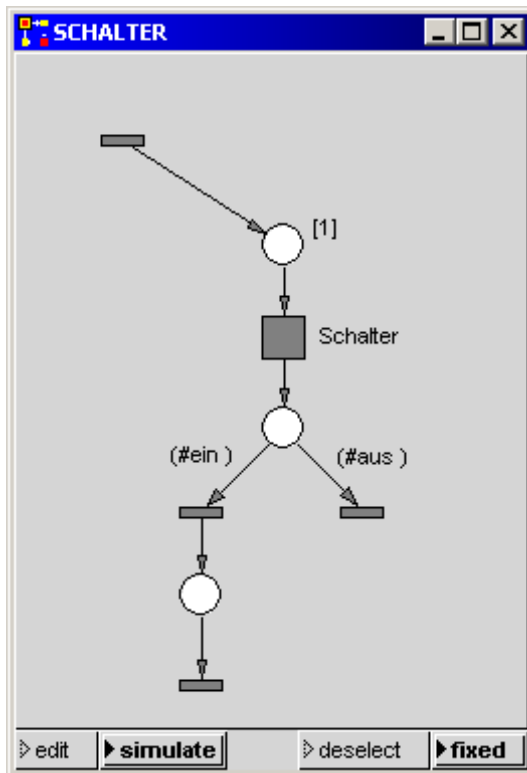 SCHALTER
[1]
Schalter
(#ein )
(#aus )
edit
simulate
deselect
fixed